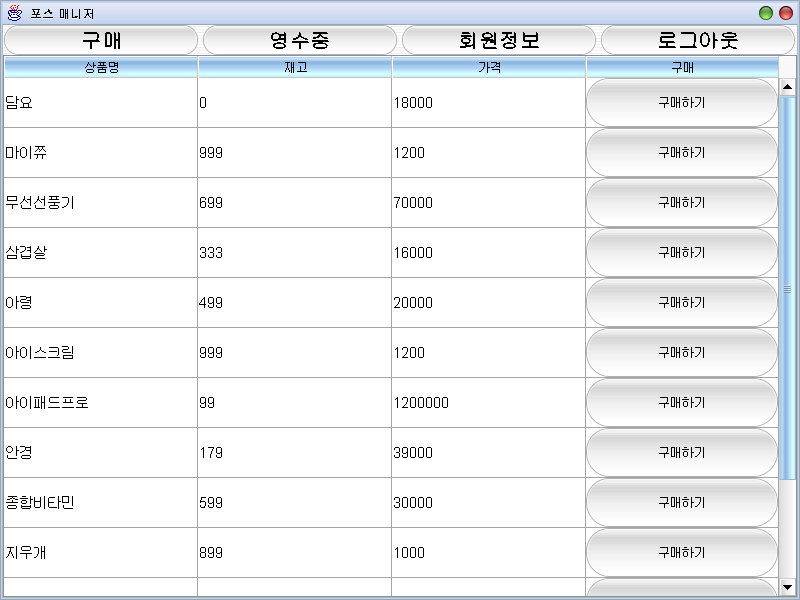 포스 매니저
구매 영수증 회원정보 로그아웃
상품명 재고 가격 구매
담요 0 18000 구매하기
마이쮸 999 1200 구매하기
무선선풍기 699 70000 구매하기
삼겹살 333 16000 구매하기
아령 499 20000 구매하기
아이스크림 999 1200 구매하기
아이패드프로 99 1200000 구매하기
안경 179 39000 구매하기
종합비타민 599 30000 구매하기
지우개 899 1000 구매하기